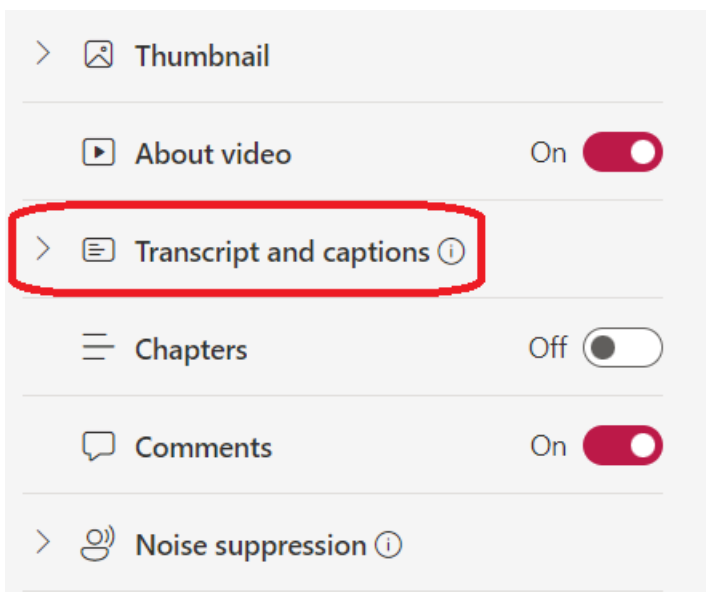 Thumbnail
About video On
Transcript and captions
Chapters Off
Comments On
Noise suppression